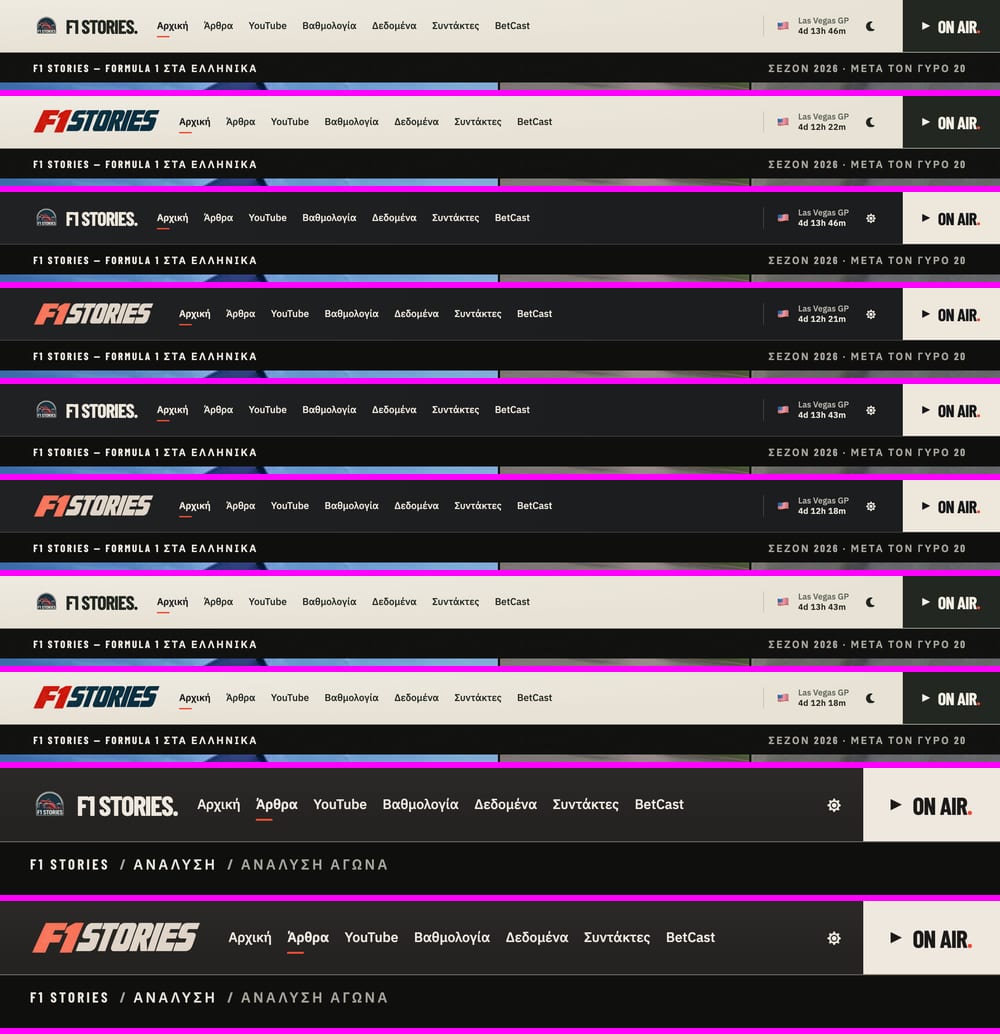 F1 STORIES. Αρχική Άρθρα YouTube Βαθμολογία Δεδομένα Συντάκτες BetCast Las Vegas GP ON AIR.
4d 13h 46m
F1 STORIES – FORMULA 1 ΣΤΑ ΕΛΛΗΝΙΚΑ ΣΕΖΟΝ 2026 · ΜΕΤΑ ΤΟΝ ΓΥΡΟ 20
F1STORIES Αρχική Άρθρα YouTube Βαθμολογία Δεδομένα Συντάκτες BetCast Las Vegas GP ON AIR.
4d 12h 22m
F1 STORIES – FORMULA 1 ΣΤΑ ΕΛΛΗΝΙΚΑ ΣΕΖΟΝ 2026 · ΜΕΤΑ ΤΟΝ ΓΥΡΟ 20
F1 STORIES. Αρχική Άρθρα YouTube Βαθμολογία Δεδομένα Συντάκτες BetCast Las Vegas GP ON AIR.
4d 13h 46m
F1 STORIES – FORMULA 1 ΣΤΑ ΕΛΛΗΝΙΚΑ ΣΕΖΟΝ 2026 · ΜΕΤΑ ΤΟΝ ΓΥΡΟ 20
F1STORIES Αρχική Άρθρα YouTube Βαθμολογία Δεδομένα Συντάκτες BetCast Las Vegas GP ON AIR.
4d 12h 21m
F1 STORIES – FORMULA 1 ΣΤΑ ΕΛΛΗΝΙΚΑ ΣΕΖΟΝ 2026 · ΜΕΤΑ ΤΟΝ ΓΥΡΟ 20
F1 STORIES. Αρχική Άρθρα YouTube Βαθμολογία Δεδομένα Συντάκτες BetCast Las Vegas GP ON AIR.
4d 13h 43m
F1 STORIES – FORMULA 1 ΣΤΑ ΕΛΛΗΝΙΚΑ ΣΕΖΟΝ 2026 · ΜΕΤΑ ΤΟΝ ΓΥΡΟ 20
F1STORIES Αρχική Άρθρα YouTube Βαθμολογία Δεδομένα Συντάκτες BetCast Las Vegas GP ON AIR.
4d 12h 18m
F1 STORIES – FORMULA 1 ΣΤΑ ΕΛΛΗΝΙΚΑ ΣΕΖΟΝ 2026 · ΜΕΤΑ ΤΟΝ ΓΥΡΟ 20
F1 STORIES. Αρχική Άρθρα YouTube Βαθμολογία Δεδομένα Συντάκτες BetCast Las Vegas GP ON AIR.
4d 13h 43m
F1 STORIES – FORMULA 1 ΣΤΑ ΕΛΛΗΝΙΚΑ ΣΕΖΟΝ 2026 · ΜΕΤΑ ΤΟΝ ΓΥΡΟ 20
F1STORIES Αρχική Άρθρα YouTube Βαθμολογία Δεδομένα Συντάκτες BetCast Las Vegas GP ON AIR.
4d 12h 18m
F1 STORIES – FORMULA 1 ΣΤΑ ΕΛΛΗΝΙΚΑ ΣΕΖΟΝ 2026 · ΜΕΤΑ ΤΟΝ ΓΥΡΟ 20
F1 STORIES F1 STORIES. Αρχική Άρθρα YouTube Βαθμολογία Δεδομένα Συντάκτες BetCast ON AIR.
F1 STORIES / ΑΝΑΛΥΣΗ / ΑΝΑΛΥΣΗ ΑΓΩΝΑ
F1STORIES Αρχική Άρθρα YouTube Βαθμολογία Δεδομένα Συντάκτες BetCast ON AIR.
F1 STORIES / ΑΝΑΛΥΣΗ / ΑΝΑΛΥΣΗ ΑΓΩΝΑ